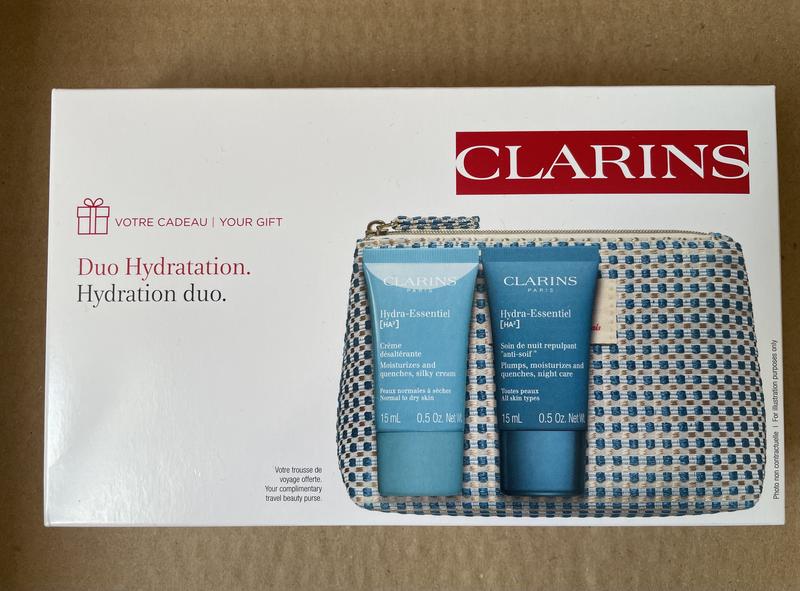 CLARINS
VOTRE CADEAU | YOUR GIFT
Duo Hydratation.
Hydration duo.
CLARINS
PARIS
Hydra-Essentiel
[HA²]
Crème
désaltérante
Moisturizes and
quenches, silky cream
Peaux normales à sèches
Normal to dry skin
15 mL 0.5 Oz. Net Wt.
CLARINS
PARIS
Hydra-Essentiel
[HA²]
Soin de nuit repulpant
"anti-soif"
Plumps, moisturizes and
quenches, night care
Toutes peaux
All skin types
15 mL 0.5 Oz. Net Wt.
Votre trousse de
voyage offerte.
Your complimentary
travel beauty purse.
Photo non contractuelle | For illustration purposes only